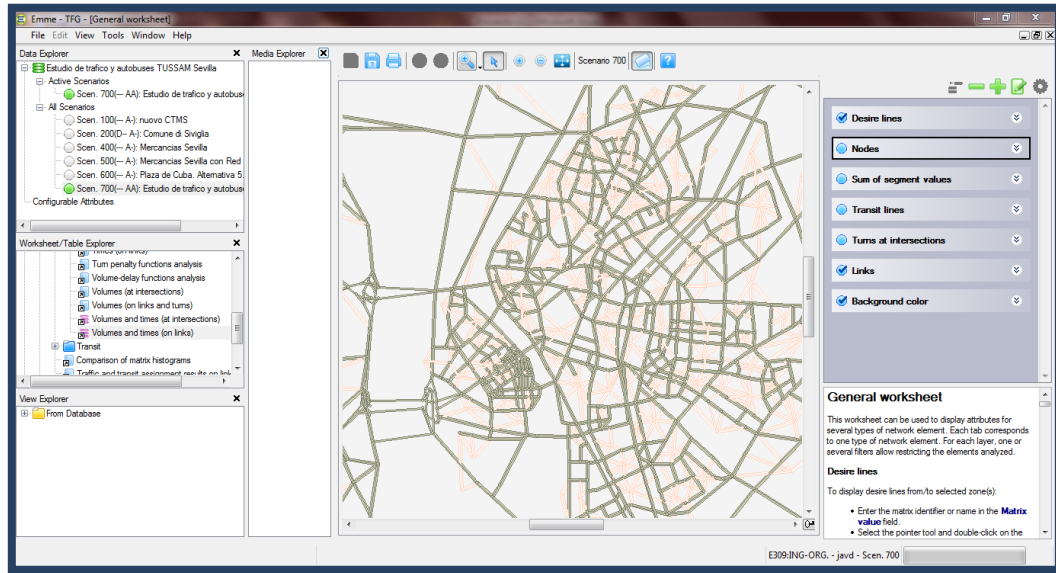 Emme - TFG - [General worksheet]
File Edit View Tools Window Help
Data Explorer
Estudio de trafico y autobuses TUSSAM Sevilla
Active Scenarios
Scen. 700(-- AA): Estudio de trafico y autobus
All Scenarios
Scen. 100(-- A-): nuovo CTMS
Scen. 200(D-- A-): Comune di Siviglia
Scen. 400(-- A-): Mercancias Sevilla
Scen. 500(-- A-): Mercancias Sevilla con Red
Scen. 600(-- A-): Plaza de Cuba. Alternativa 5.
Scen. 700(-- AA): Estudio de trafico y autobus
Configurable Attributes
Worksheet/Table Explorer
Times (on links)
Turn penalty functions analysis
Volume-delay functions analysis
Volumes (at intersections)
Volumes (on links and turns)
Volumes and times (at intersections)
Volumes and times (on links)
Transit
Comparison of matrix histograms
Traffic and transit assignment results on link
View Explorer
From Database
Media Explorer
Scenario 700
Desire lines
Nodes
Sum of segment values
Transit lines
Turns at intersections
Links
Background color
General worksheet
This worksheet can be used to display attributes for
several types of network element. Each tab corresponds
to one type of network element. For each layer, one or
several filters allow restricting the elements analyzed.
Desire lines
To display desire lines from/to selected zone(s):
• Enter the matrix identifier or name in the Matrix
value field.
• Select the pointer tool and double-click on the
E309:ING-ORG. - javd - Scen. 700